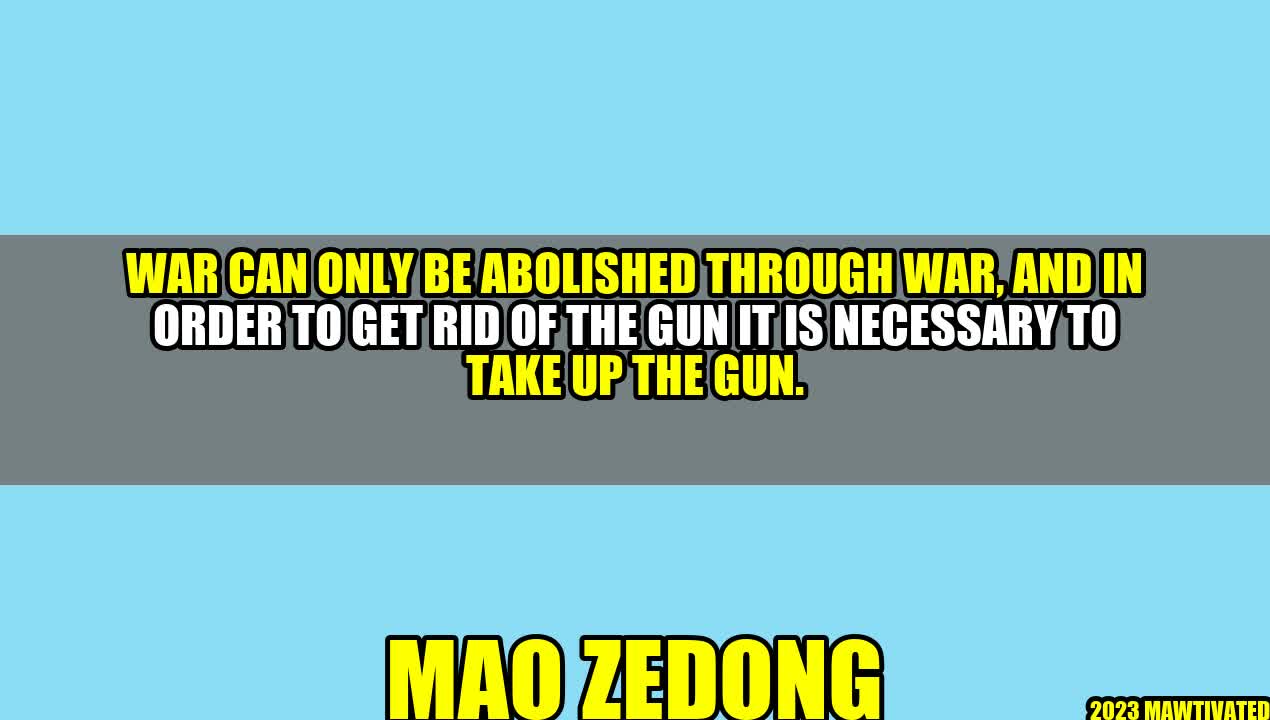 WAR CAN ONLY BE ABOLISHED THROUGH WAR, AND IN
ORDER TO GET RID OF THE GUN IT IS NECESSARY TO
TAKE UP THE GUN.
MAO ZEDONG
2023 MAWTIVATED